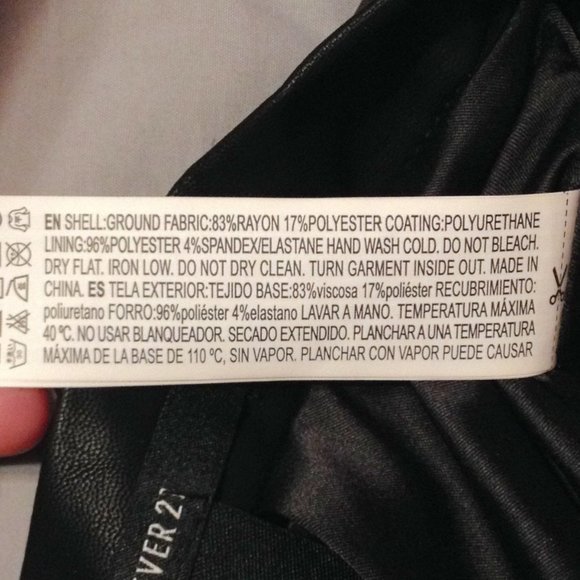 EN SHELL:GROUND FABRIC:83%RAYON 17%POLYESTER COATING:POLYURETHANE
LINING:96%POLYESTER 4%SPANDEX/ELASTANE HAND WASH COLD. DO NOT BLEACH.
DRY FLAT. IRON LOW. DO NOT DRY CLEAN. TURN GARMENT INSIDE OUT. MADE IN
CHINA. ES TELA EXTERIOR:TEJIDO BASE:83%viscosa 17%poliéster RECUBRIMIENTO:
poliuretano FORRO:96%poliéster 4%elastano LAVAR A MANO. TEMPERATURA MÁXIMA
40 ºC. NO USAR BLANQUEADOR. SECADO EXTENDIDO. PLANCHAR A UNA TEMPERATURA
MÁXIMA DE LA BASE DE 110 ºC, SIN VAPOR. PLANCHAR CON VAPOR PUEDE CAUSAR
EVER 21